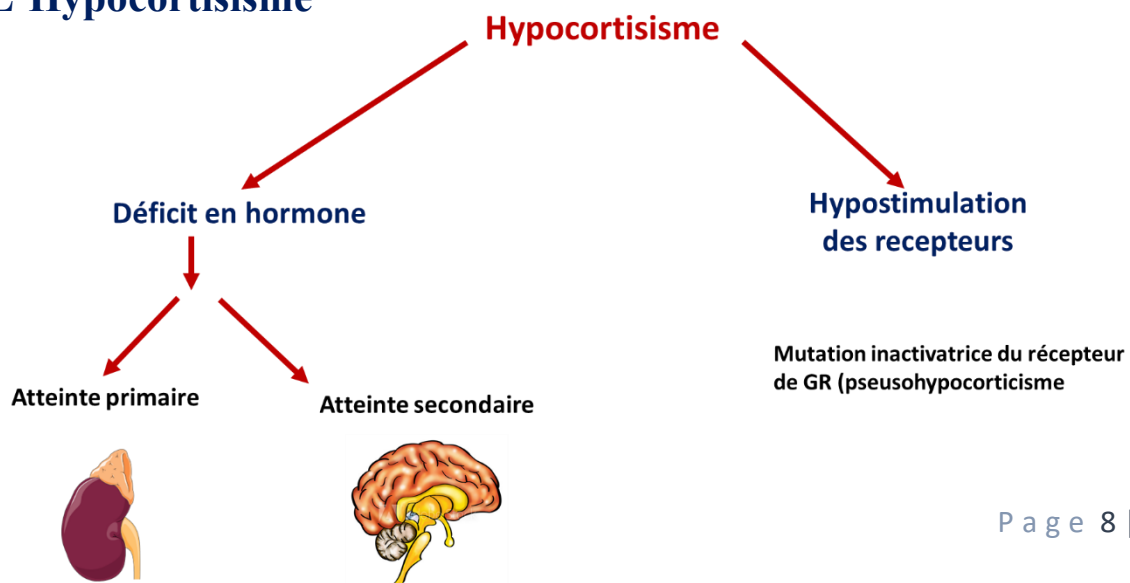 L'Hypocortisisme
Hypocortisisme
Déficit en hormone
Hypostimulation
des recepteurs
Mutation inactivatrice du récepteur
de GR (pseusohypocorticisme
Atteinte primaire
Atteinte secondaire
Page 8 |